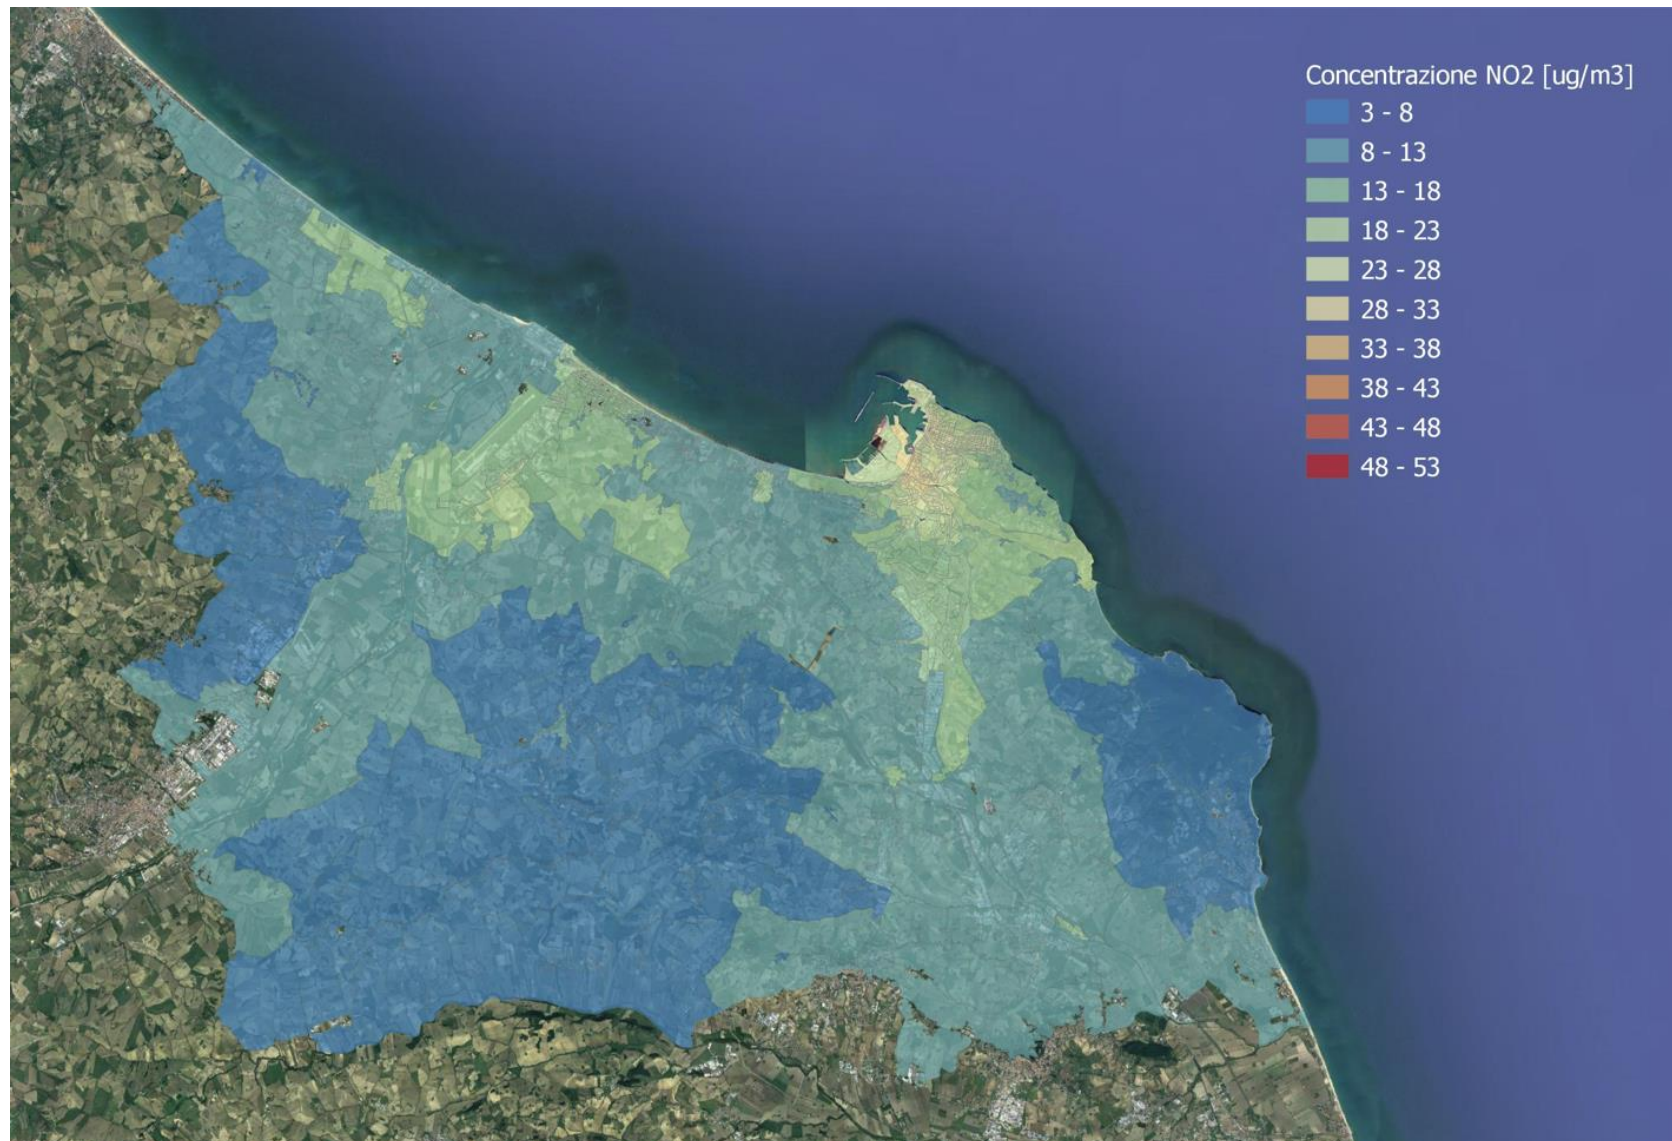 Concentrazione NO2 [ug/m3]
3 - 8
8 - 13
13 - 18
18 - 23
23 - 28
28 - 33
33 - 38
38 - 43
43 - 48
48 - 53